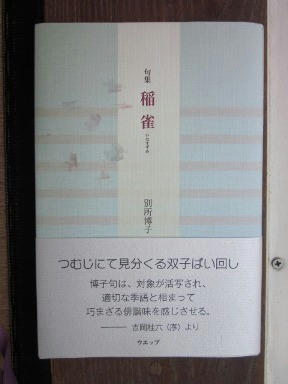 句集
稲雀
いなすずめ
別所博子
つむじにて見分くる双子ばい回し
博子句は、対象が活写され、
適切な季語と相まって
巧まざる俳諧味を感じさせる。
――― 吉岡桂六（序）より
ウエップ